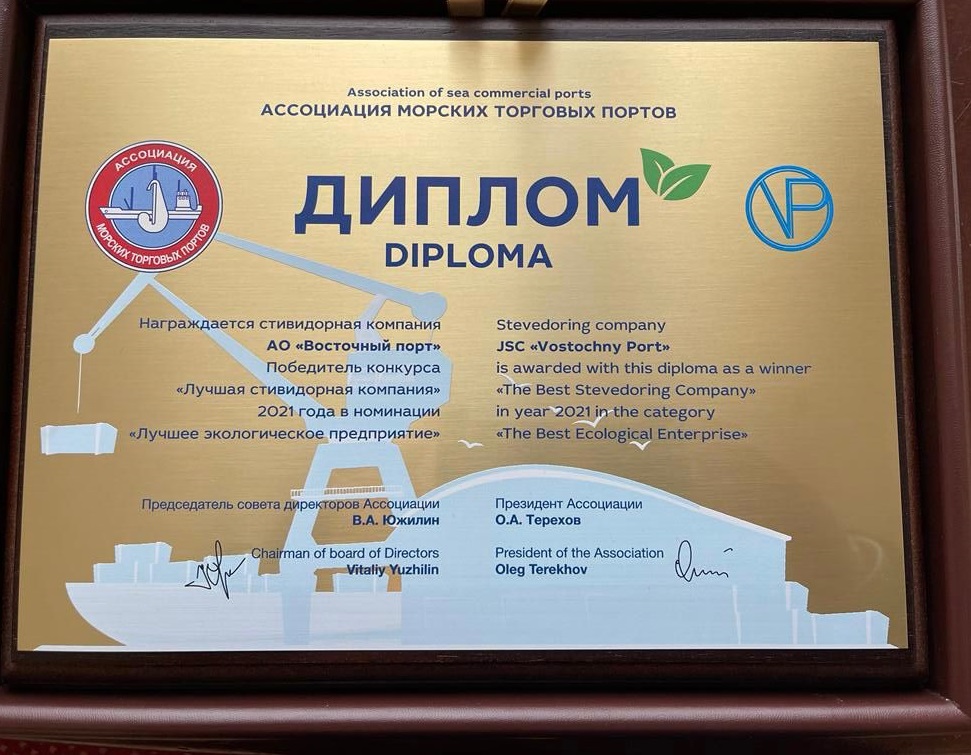 Association of sea commercial ports
АССОЦИАЦИЯ МОРСКИХ ТОРГОВЫХ ПОРТОВ
АССОЦИАЦИЯ
МОРСКИХ ТОРГОВЫХ ПОРТОВ
ДИПЛОМ
DIPLOMA
VP
Награждается стивидорная компания
АО «Восточный порт»
Победитель конкурса
«Лучшая стивидорная компания»
2021 года в номинации
«Лучшее экологическое предприятие»
Stevedoring company
JSC «Vostochny Port»
is awarded with this diploma as a winner
«The Best Stevedoring Company»
in year 2021 in the category
«The Best Ecological Enterprise»
Председатель совета директоров Ассоциации
В.А. Южилин
Chairman of board of Directors
Vitaliy Yuzhilin
Президент Ассоциации
О.А. Терехов
President of the Association
Oleg Terekhov